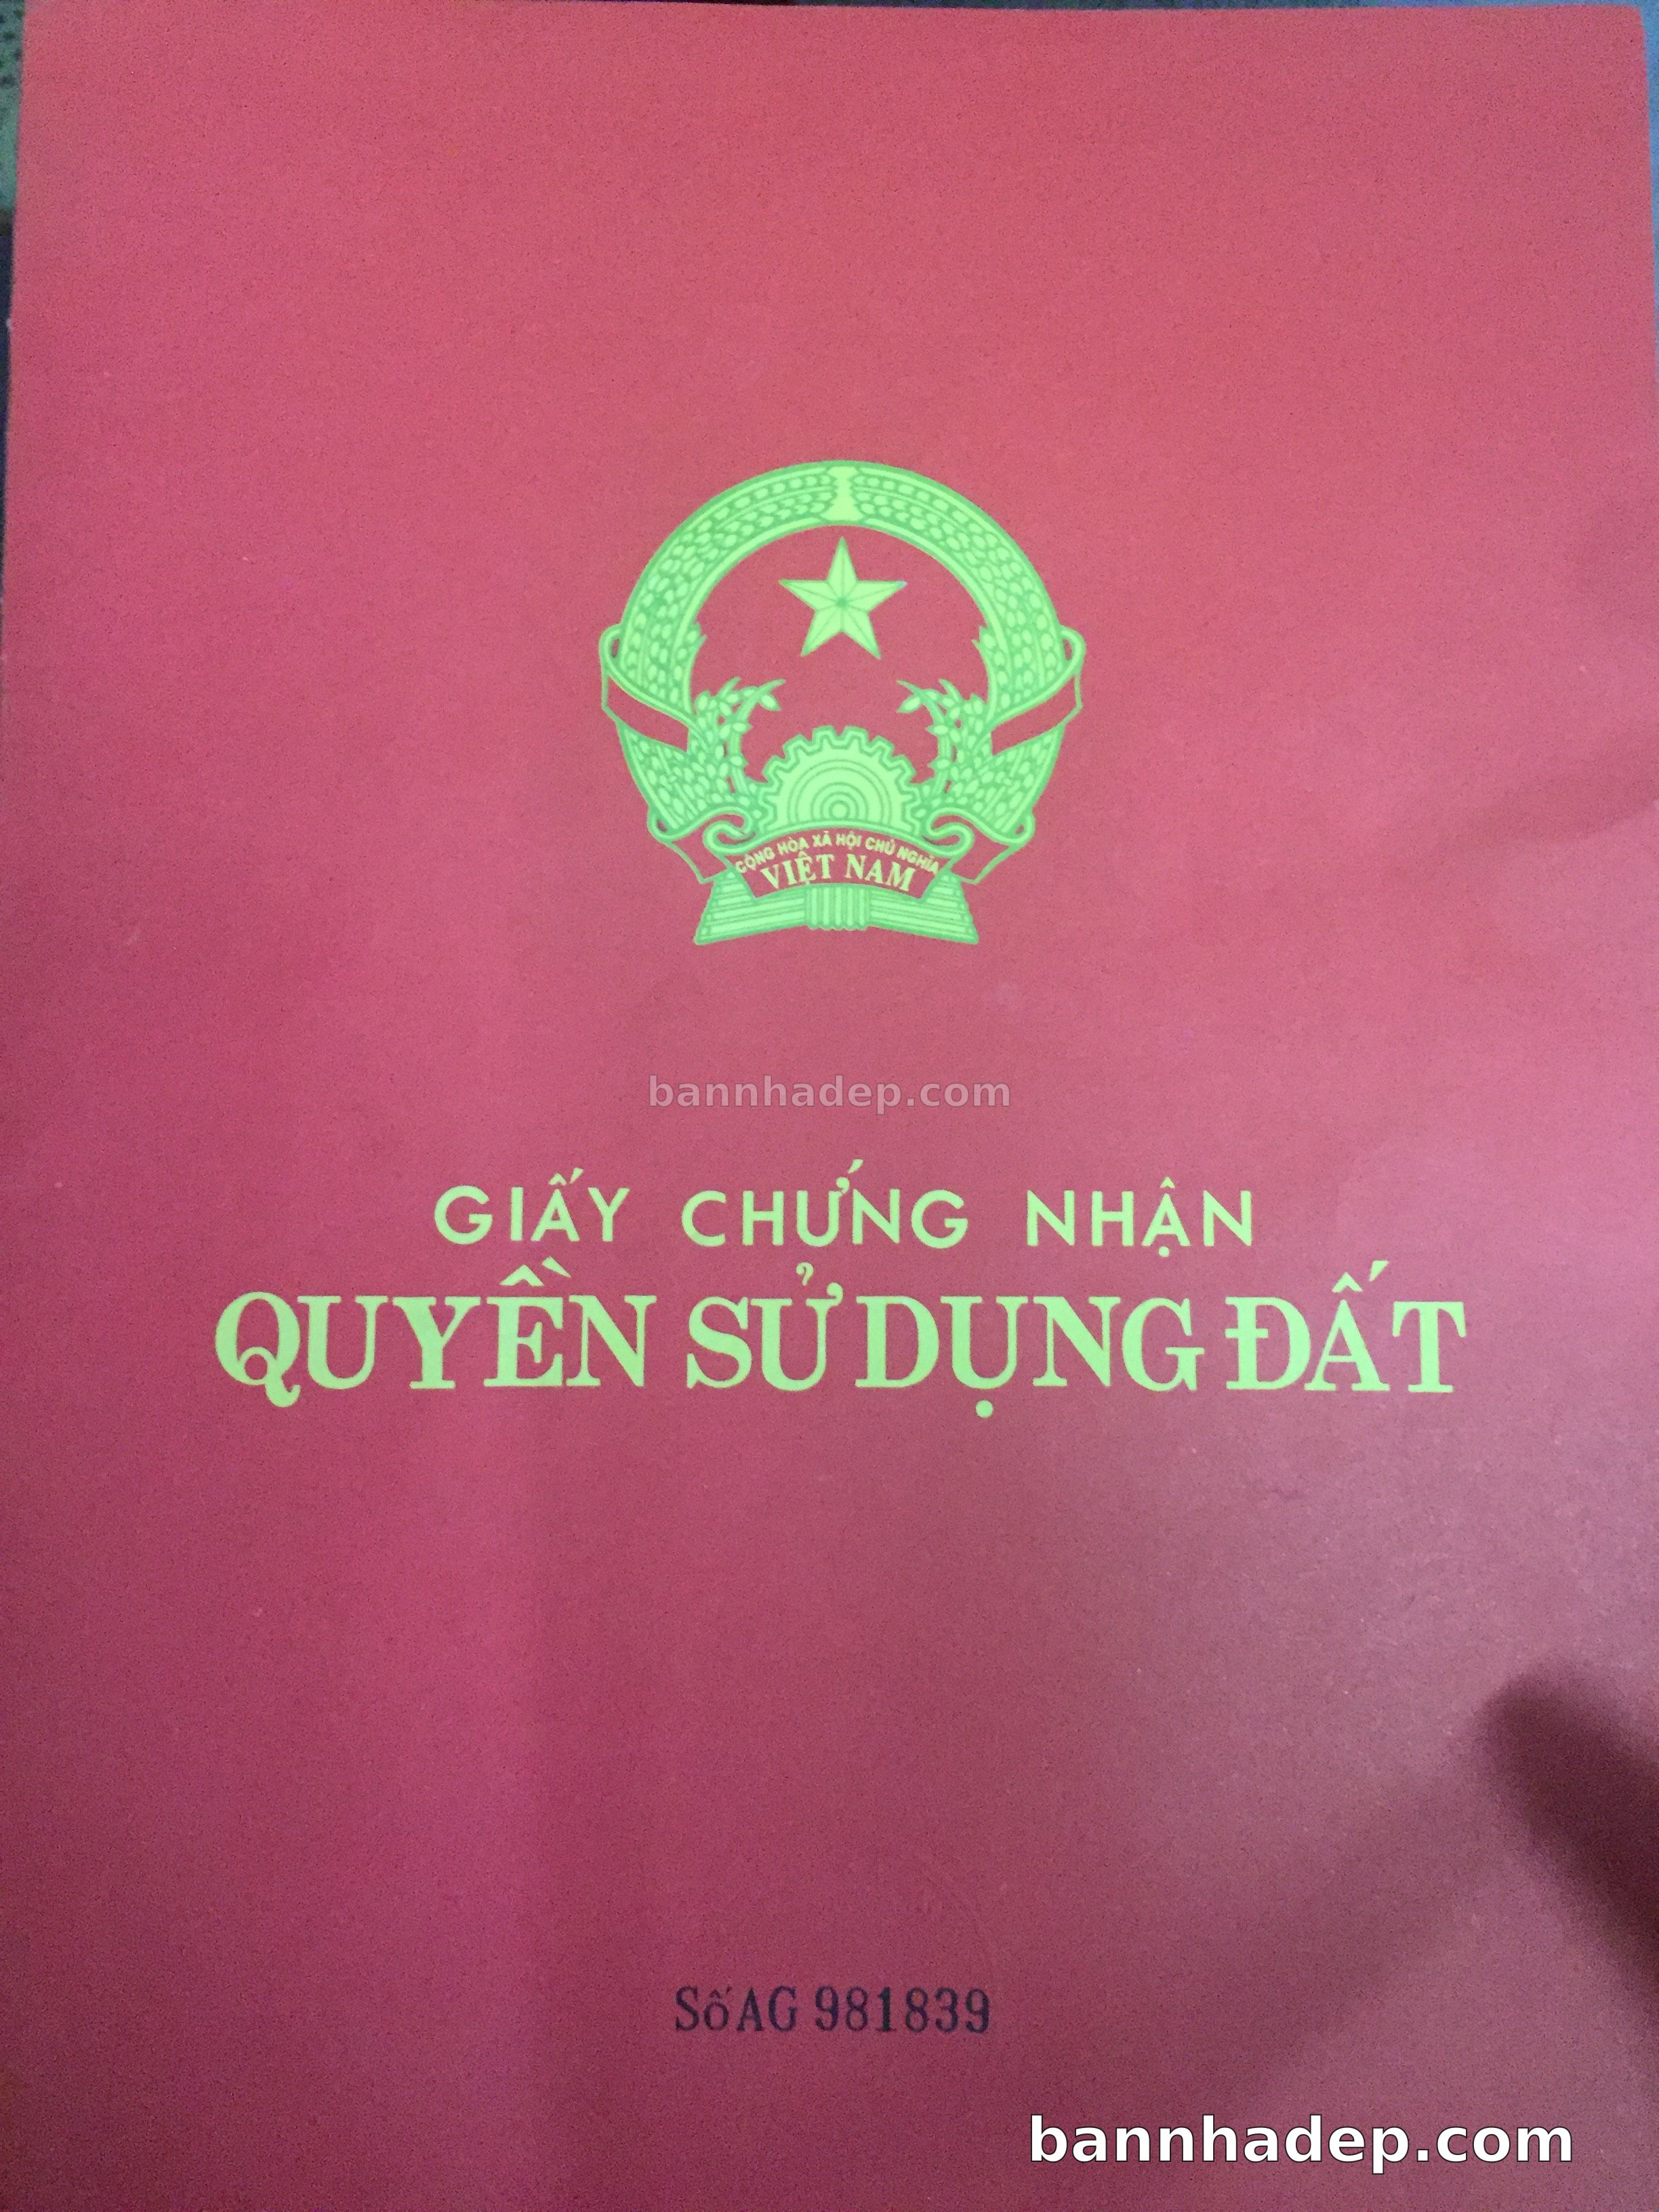 CỘNG HÒA XÃ HỘI CHỦ NGHĨA
VIỆT NAM
bannhadep.com
GIẤY CHỨNG NHẬN
QUYỀN SỬ DỤNG ĐẤT
Số AG 981839
bannhadep.com